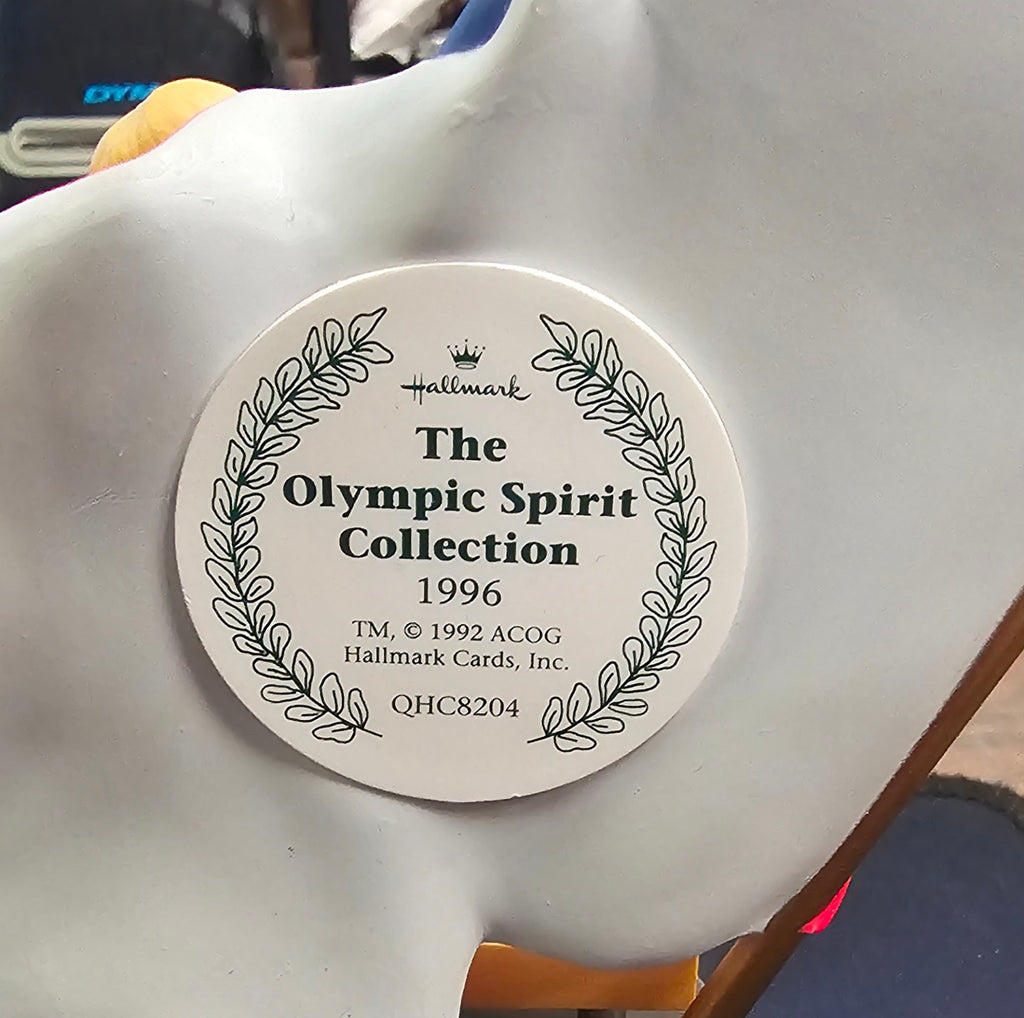 Hallmark
The
Olympic Spirit
Collection
1996
TM, © 1992 ACOG
Hallmark Cards, Inc.
QHC8204